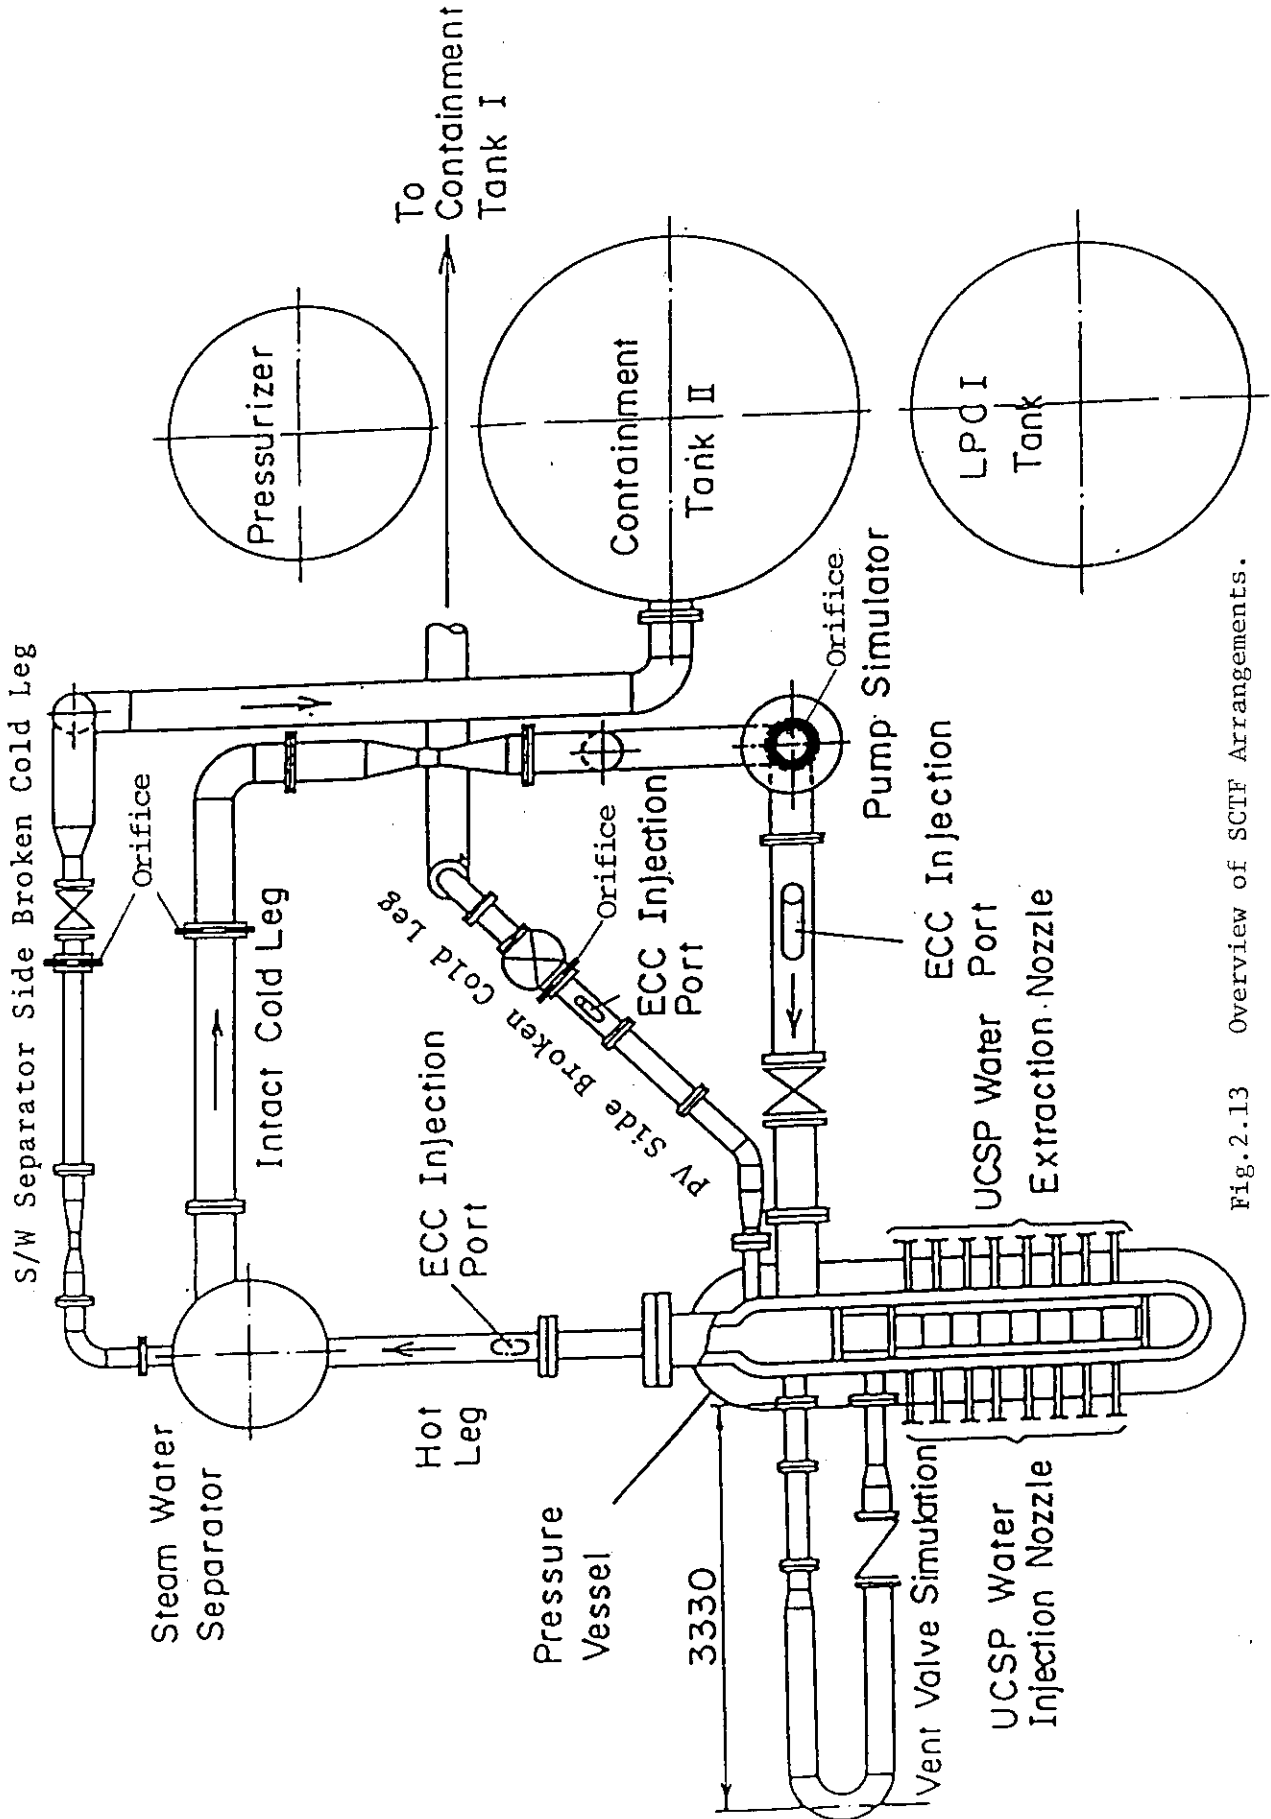 S/W Separator Side Broken Cold Leg
Steam Water
Separator
Orifice
Intact Cold Leg
Pressurizer
To
Containment
Tank I
Hot
Leg
ECC Injection
Port
PV Side Broken Cold Leg
Orifice
ECC Injection
Port
Containment
Tank II
Pressure
Vessel
3330
Orifice
Pump Simulator
ECC Injection
Port
LPCI
Tank
Vent Valve Simulation
UCSP Water
Injection Nozzle
UCSP Water
Extraction Nozzle
Fig.2.13 Overview of SCTF Arrangements.